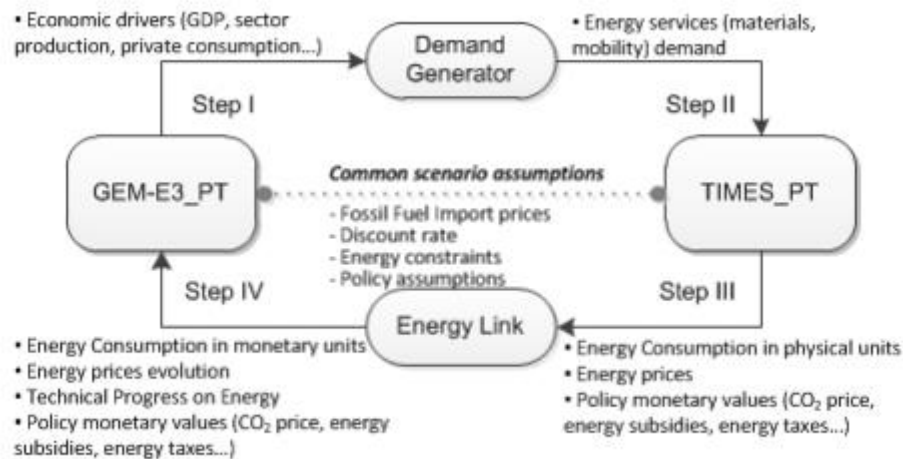 • Economic drivers (GDP, sector
production, private consumption...)
Demand
Generator
• Energy services (materials,
mobility) demand
Step I
Step II
GEM-E3_PT
Common scenario assumptions
TIMES_PT
- Fossil Fuel Import prices
- Discount rate
- Energy constraints
- Policy assumptions
Step IV
Step III
Energy Link
• Energy Consumption in monetary units
• Energy prices evolution
• Technical Progress on Energy
• Policy monetary values (CO₂ price, energy
subsidies, energy taxes...)
• Energy Consumption in physical units
• Energy prices
• Policy monetary values (CO₂ price,
energy subsidies, energy taxes...)